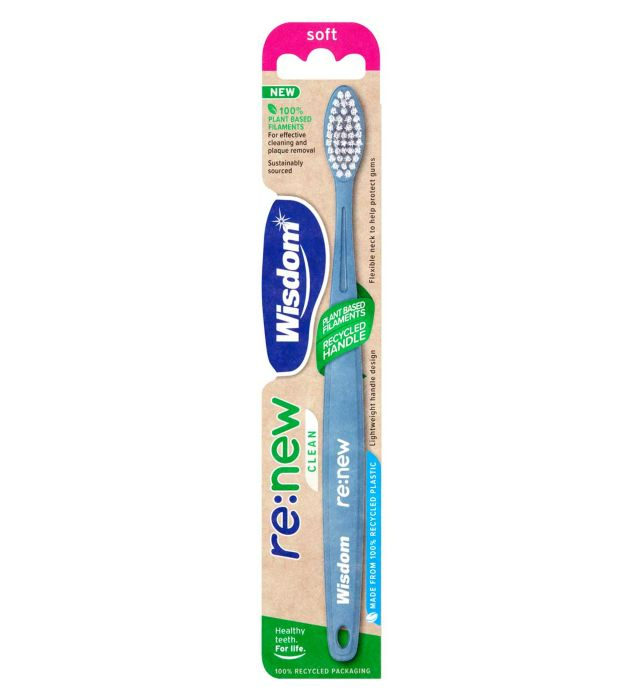 soft
NEW
100%
PLANT BASED
FILAMENTS
For effective
cleaning and
plaque removal
Sustainably
sourced
Flexible neck to help protect gums
Wisdom
PLANT BASED
FILAMENTS
RECYCLED
HANDLE
Lightweight handle design
re:new
CLEAN
re:new
Wisdom
MADE FROM 100% RECYCLED PLASTIC
Healthy
teeth.
For life.
100% RECYCLED PACKAGING